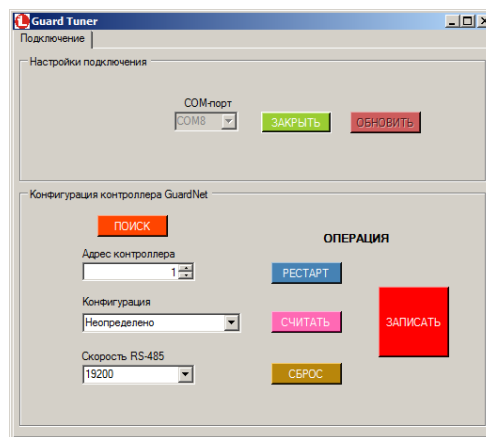 Guard Tuner
Подключение
Настройки подключения
COM-порт
COM8
ЗАКРЫТЬ
ОБНОВИТЬ
Конфигурация контроллера GuardNet
ПОИСК
ОПЕРАЦИЯ
Адрес контроллера
1
РЕСТАРТ
Конфигурация
Неопределено
СЧИТАТЬ
ЗАПИСАТЬ
Скорость RS-485
19200
СБРОС